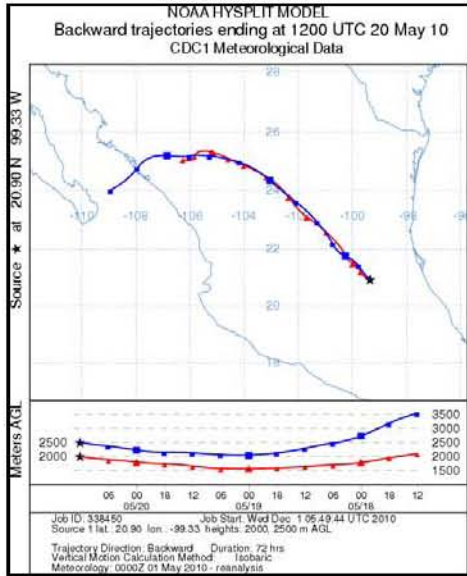 NOAA HYSPLIT MODEL
Backward trajectories ending at 1200 UTC 20 May 10
CDC1 Meteorological Data
Source ★ at 20.90 N 99.33 W
28
26
24
22
20
18
-110
-108
-106
-104
-102
-100
-98
-96
Meters AGL
2500
2000
3500
3000
2500
2000
1500
06 00 18 12 06 00 18 12 06 00 18 12
05/20 05/19 05/18
Job ID: 338450 Job Start: Wed Dec 1 05:49:44 UTC 2010
Source 1 lat.: 20.90 lon.: -99.33 heights: 2000, 2500 m AGL
Trajectory Direction: Backward Duration: 72 hrs
Vertical Motion Calculation Method: Isobaric
Meteorology: 0000Z 01 May 2010 - reanalysis